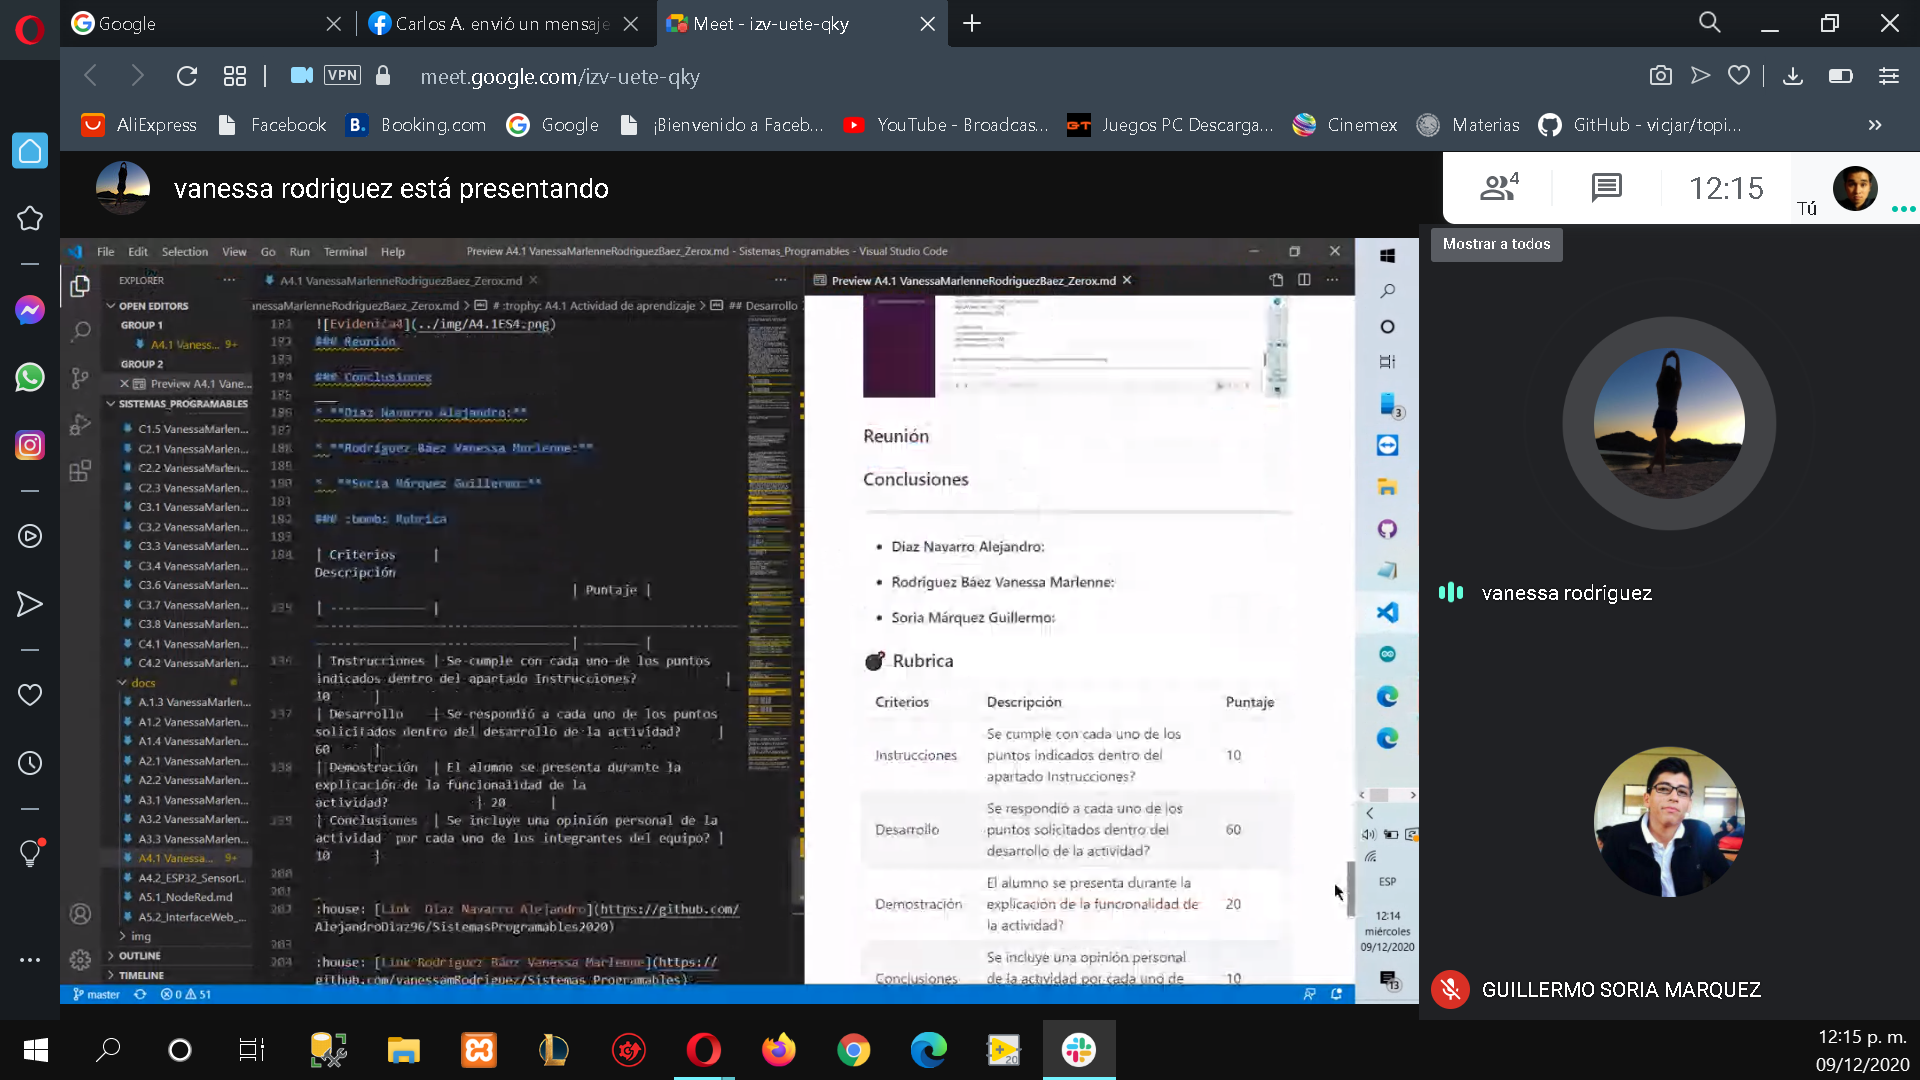 Google
Carlos A. envió un mensaje
Meet - izv-uete-qky
VPN
meet.google.com/izv-uete-qky
AliExpress
Facebook
B. Booking.com
Google
¡Bienvenido a Faceb...
YouTube - Broadcas...
GT Juegos PC Descarga...
Cinemex
Materias
GitHub - vicjar/topi...
vanessa rodriguez está presentando
4
12:15
Tú
Mostrar a todos
File Edit Selection View Go Run Terminal Help
Preview A4.1 VanessaMarlenneRodriguezBaez_Zerox.md - Sistemas_Programables - Visual Studio Code
EXPLORER
OPEN EDITORS
GROUP 1
A4.1 Vaness... 9+
GROUP 2
Preview A4.1 Vane...
SISTEMAS_PROGRAMABLES
C1.5 VanessaMarlen...
C2.1 VanessaMarlen...
C2.2 VanessaMarlen...
C2.3 VanessaMarlen...
C3.1 VanessaMarlen...
C3.2 VanessaMarlen...
C3.3 VanessaMarlen...
C3.4 VanessaMarlen...
C3.6 VanessaMarlen...
C3.7 VanessaMarlen...
C3.8 VanessaMarlen...
C4.1 VanessaMarlen...
C4.2 VanessaMarlen...
docs
A.1.3 VanessaMarlen...
A1.2 VanessaMarlen...
A1.4 VanessaMarlen...
A2.1 VanessaMarlen...
A2.2 VanessaMarlen...
A3.1 VanessaMarlen...
A3.2 VanessaMarlen...
A3.3 VanessaMarlen...
A4.1 Vanessa... 9+
A4.2_ESP32_SensorI...
A5.1_NodeRed.md
A5.2_InterfaceWeb_...
img
OUTLINE
TIMELINE
master
0 51
A4.1 VanessaMarlenneRodriguezBaez_Zerox.md
anessaMarlenneRodriguezBaez_Zerox.md > # :trophy: A4.1 Actividad de aprendizaje > ## Desarrollo
![Evidenica4](../img/A4.1ES4.png)
### Reunión
### Conclusiones
* **Diaz Navarro Alejandro:**
* **Rodríguez Báez Vanessa Marlenne:**
* **Soria Márquez Guillermo:**
### :bomb: Rubrica
| Criterios |
Descripción
| Puntaje |
| Instrucciones | Se cumple con cada uno de los puntos
indicados dentro del apartado Instrucciones? |
10 |
| Desarrollo | Se respondió a cada uno de los puntos
solicitados dentro del desarrollo de la actividad? |
60 |
| Demostración | El alumno se presenta durante la
explicación de la funcionalidad de la
actividad? | 20 |
| Conclusiones | Se incluye una opinión personal de la
actividad por cada uno de los integrantes del equipo? |
10 |
:house: [Link Diaz Navarro Alejandro](https://github.com/
AlejandroDiaz96/SistemasProgramables2020)
:house: [Link Rodriguez Báez Vanessa Marlenne](https://
github.com/vanessamRodriguez/Sistemas_Programables)
Preview A4.1 VanessaMarlenneRodriguezBaez_Zerox.md
Reunión
Conclusiones
• Diaz Navarro Alejandro:
• Rodríguez Báez Vanessa Marlenne:
• Soria Márquez Guillermo:
Rubrica
Criterios Descripción Puntaje
Instrucciones Se cumple con cada uno de los
puntos indicados dentro del 10
apartado Instrucciones?
Desarrollo Se respondió a cada uno de los
puntos solicitados dentro del 60
desarrollo de la actividad?
Demostración El alumno se presenta durante la
explicación de la funcionalidad de 20
la actividad?
Conclusiones Se incluye una opinión personal
de la actividad por cada uno de 10
3
ESP
12:14
miércoles
09/12/2020
13
vanessa rodriguez
GUILLERMO SORIA MARQUEZ
20
12:15 p. m.
09/12/2020